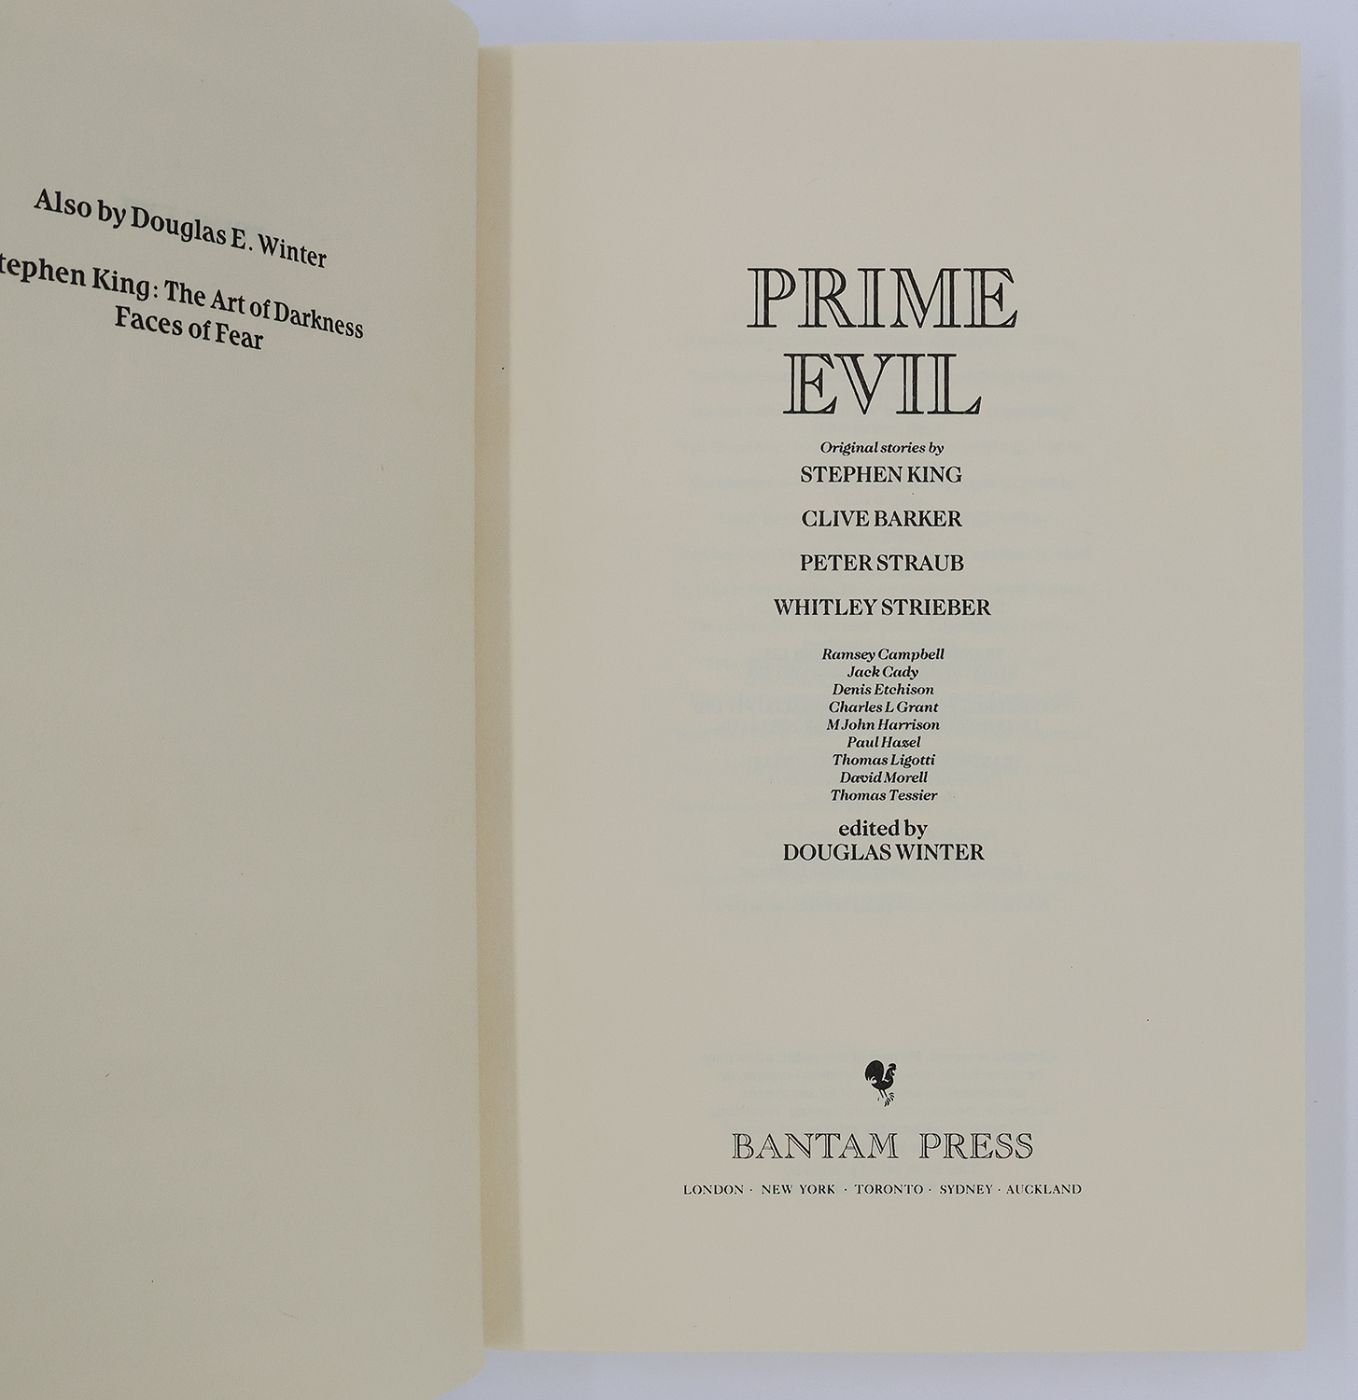 Also by Douglas E. Winter
tephen King: The Art of Darkness
Faces of Fear
PRIME
EVIL
Original stories by
STEPHEN KING
CLIVE BARKER
PETER STRAUB
WHITLEY STRIEBER
Ramsey Campbell
Jack Cady
Denis Etchison
Charles L Grant
M John Harrison
Paul Hazel
Thomas Ligotti
David Morell
Thomas Tessier
edited by
DOUGLAS WINTER
BANTAM PRESS
LONDON · NEW YORK · TORONTO · SYDNEY · AUCKLAND